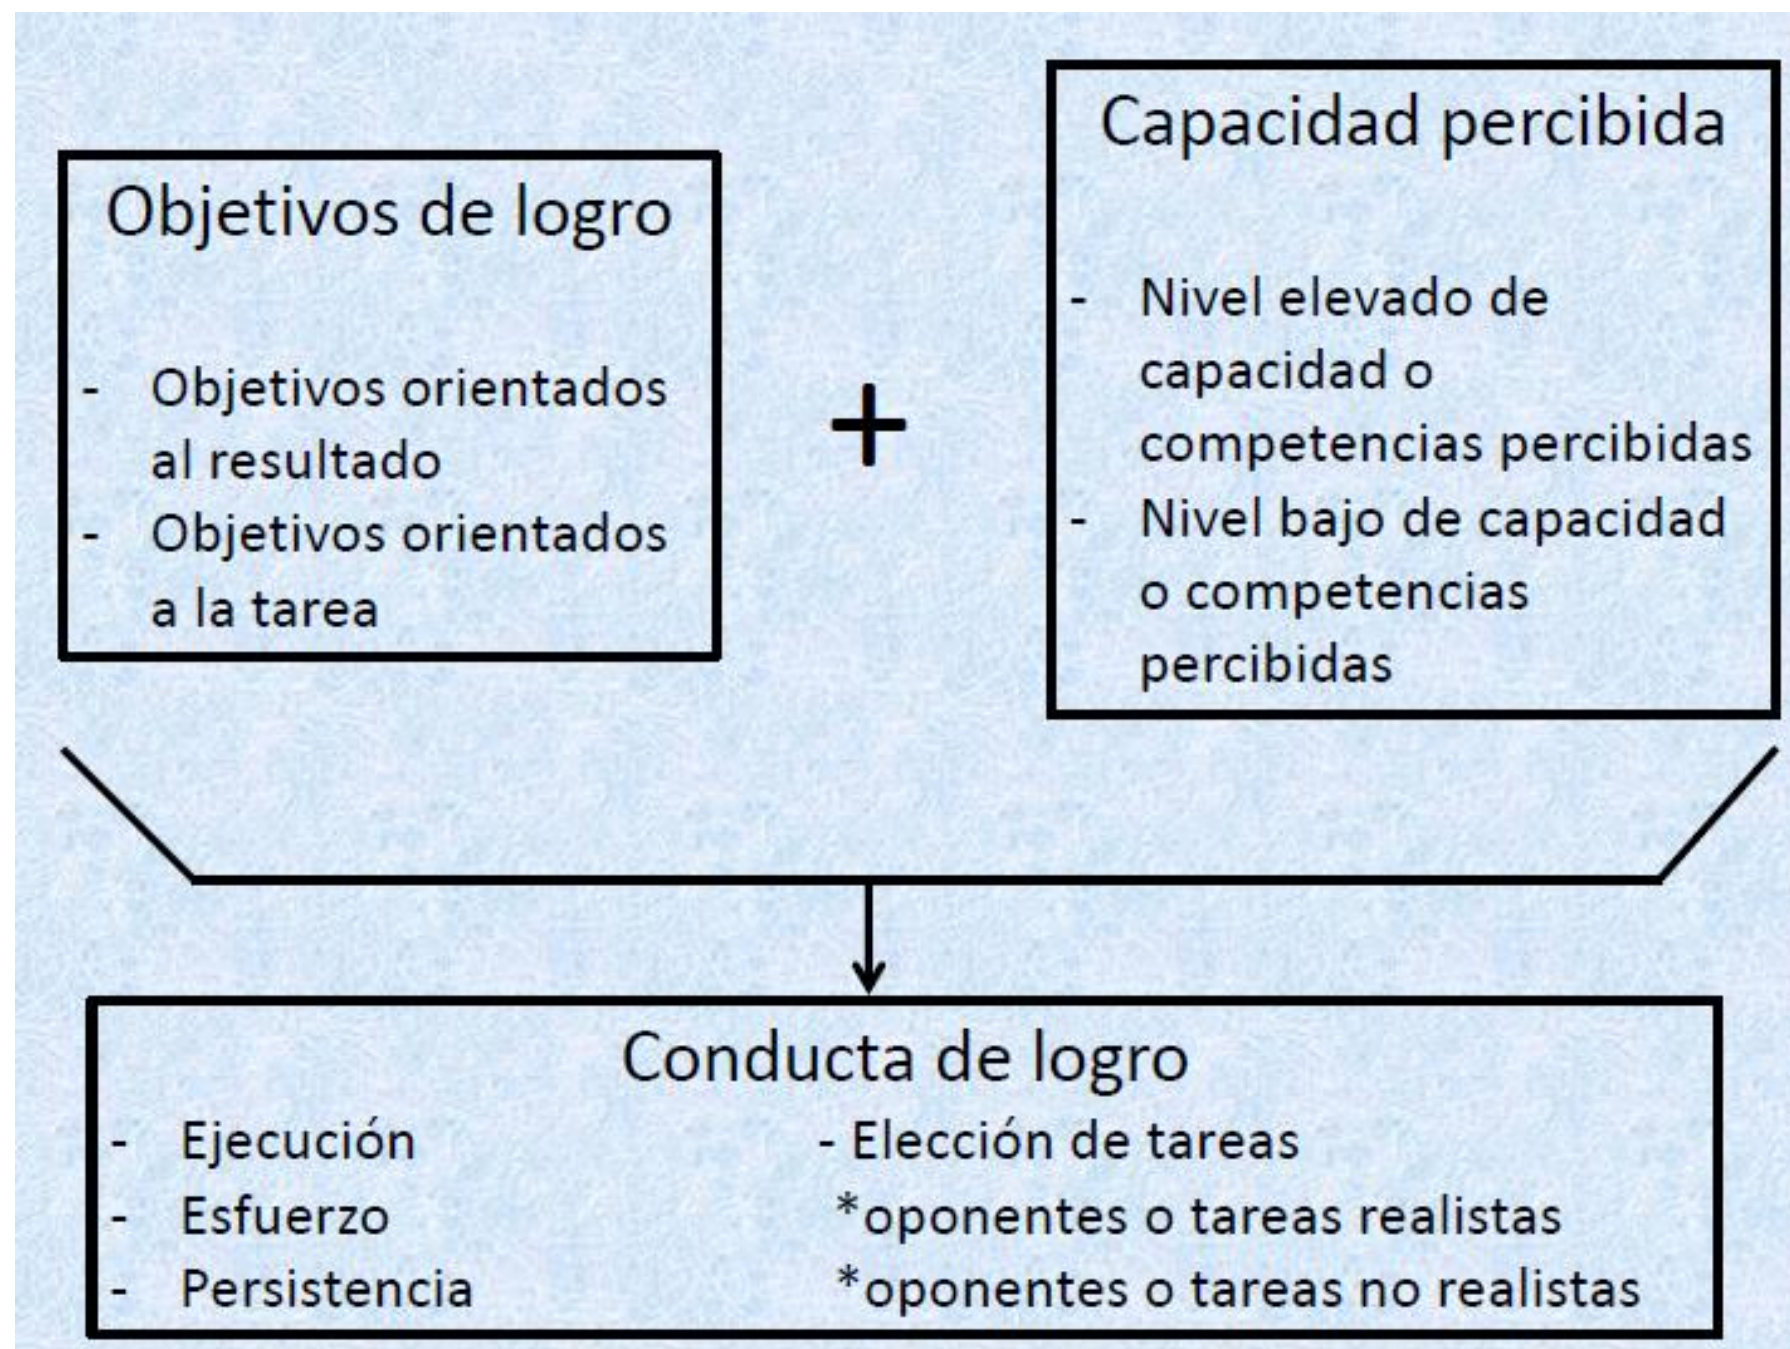 Objetivos de logro
- Objetivos orientados
al resultado
- Objetivos orientados
a la tarea
+
Capacidad percibida
- Nivel elevado de
capacidad o
competencias percibidas
- Nivel bajo de capacidad
o competencias
percibidas
Conducta de logro
- Ejecución
- Esfuerzo
- Persistencia
- Elección de tareas
*oponentes o tareas realistas
*oponentes o tareas no realistas